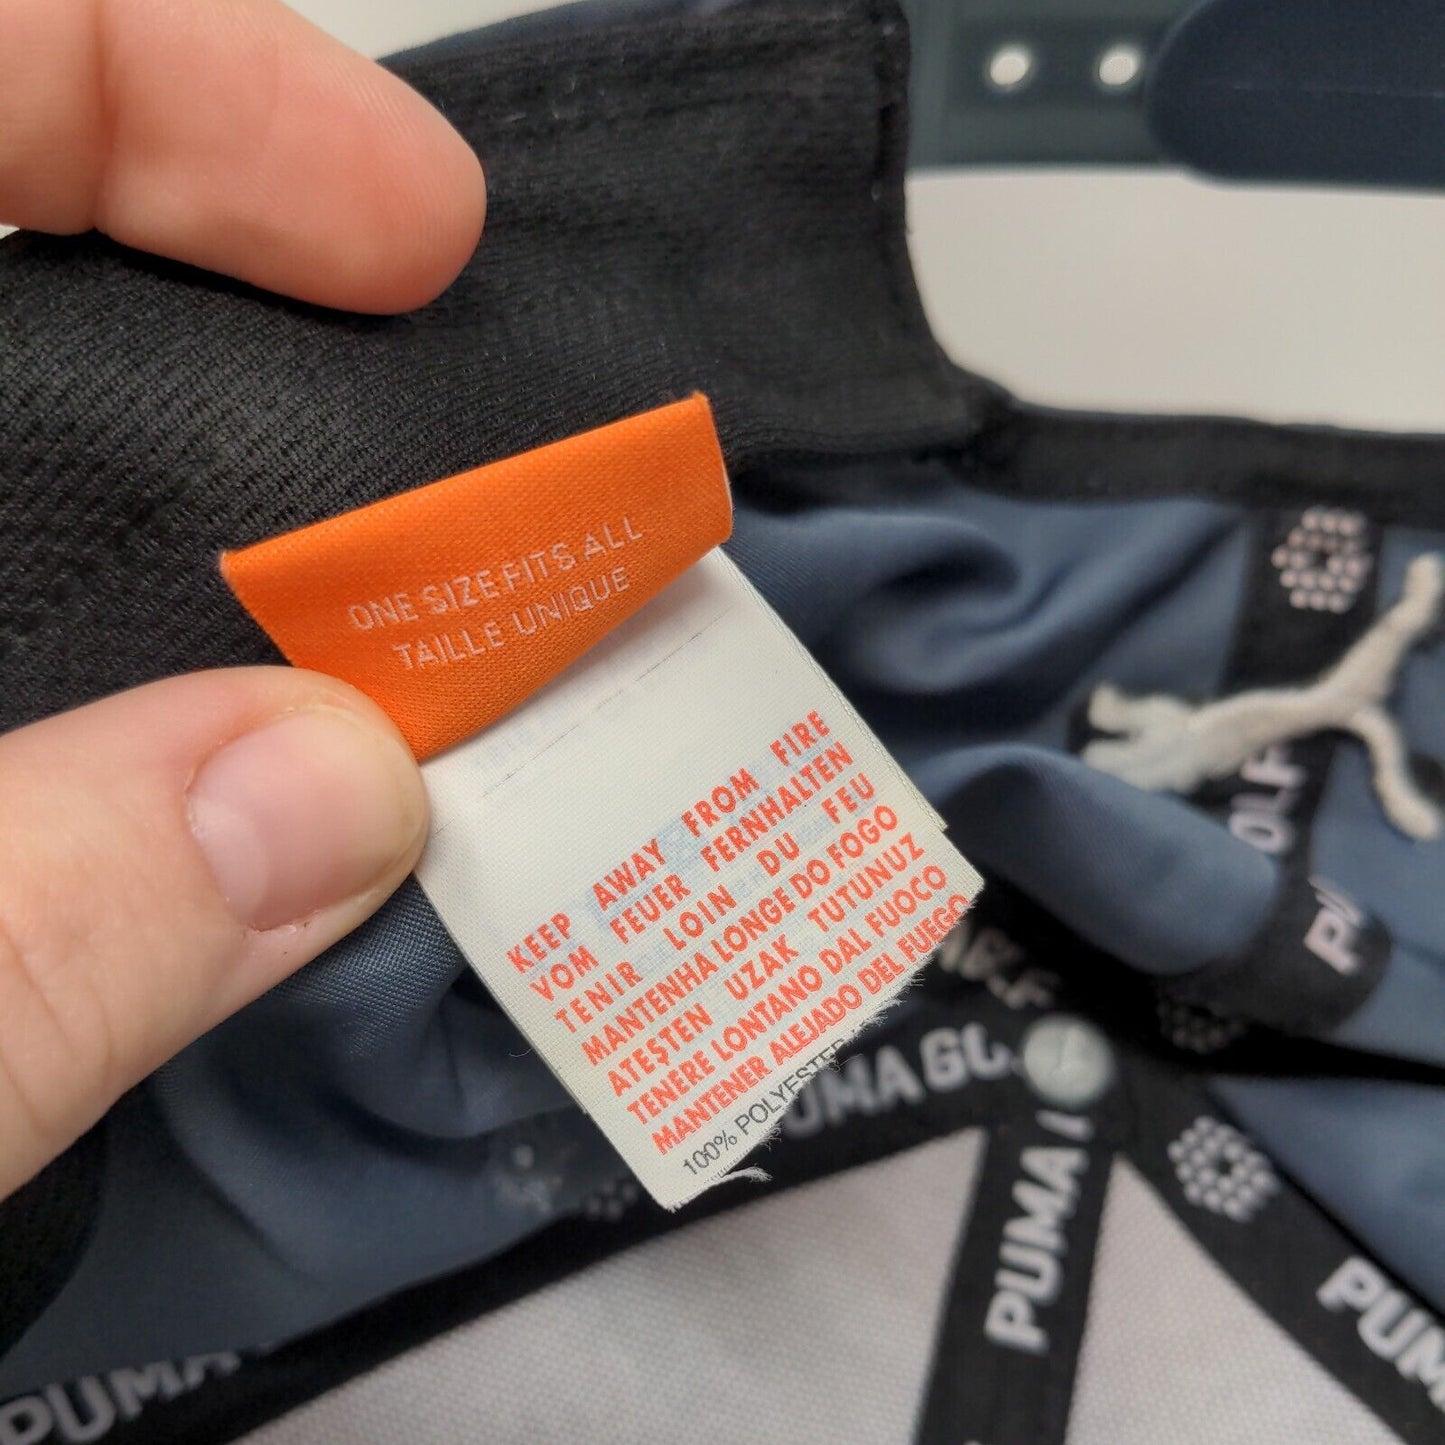 ONE SIZE FITS ALL
TAILLE UNIQUE
KEEP AWAY FROM FIRE
VOM FEUER FERNHALTEN
TENIR LOIN DU FEU
MANTENHA LONGE DO FOGO
ATEŞTEN UZAK TUTUNUZ
TENERE LONTANO DAL FUOCO
MANTENER ALEJADO DEL FUEGO
100% POLYESTER
PUMA
PUMA
PUMA